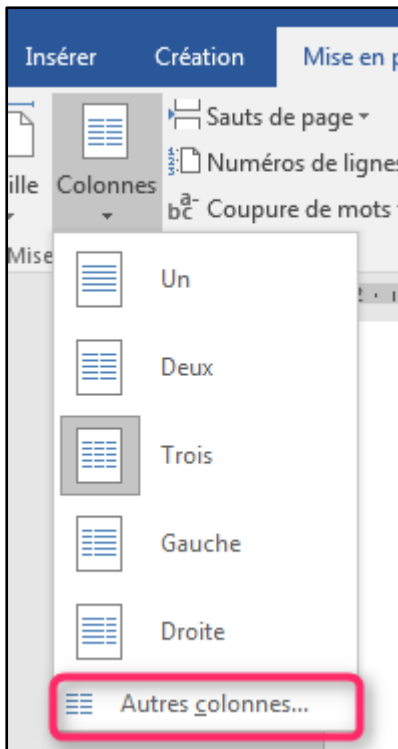 Insérer Création Mise en p
Sauts de page
Numéros de lignes
ille Colonnes
Coupure de mots
Mise
Un
Deux
Trois
Gauche
Droite
Autres colonnes...